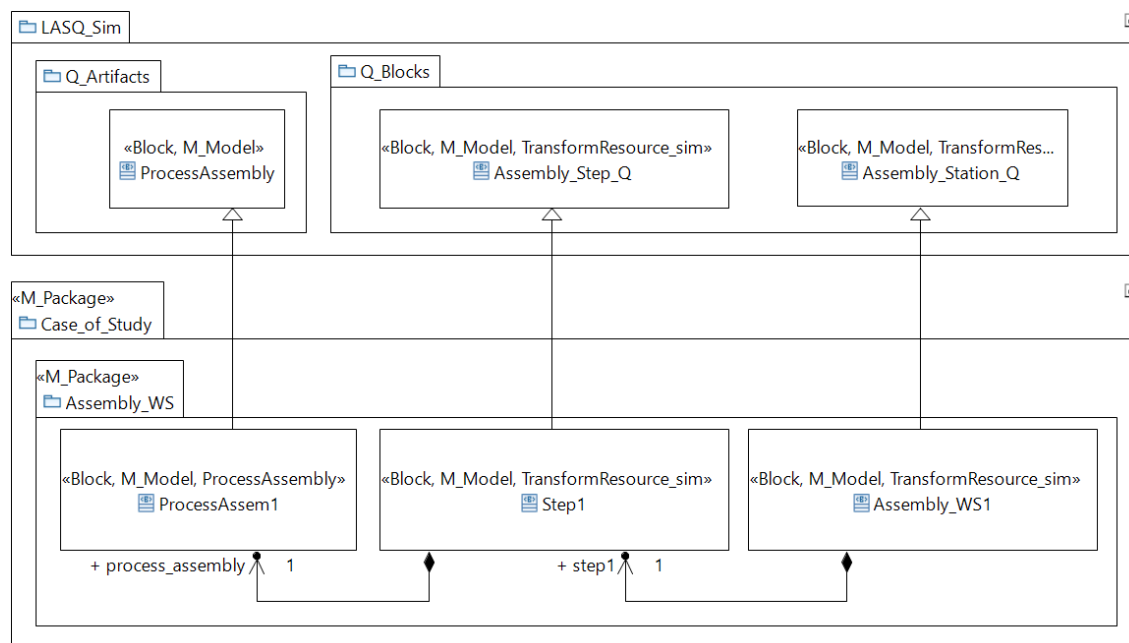 LASQ_Sim
Q_Artifacts
Q_Blocks
«Block, M_Model»
ProcessAssembly
«Block, M_Model, TransformResource_sim»
Assembly_Step_Q
«Block, M_Model, TransformRes...
Assembly_Station_Q
«M_Package»
Case_of_Study
«M_Package»
Assembly_WS
«Block, M_Model, ProcessAssembly»
ProcessAssem1
«Block, M_Model, TransformResource_sim»
Step1
«Block, M_Model, TransformResource_sim»
Assembly_WS1
+ process_assembly
1
+ step1
1